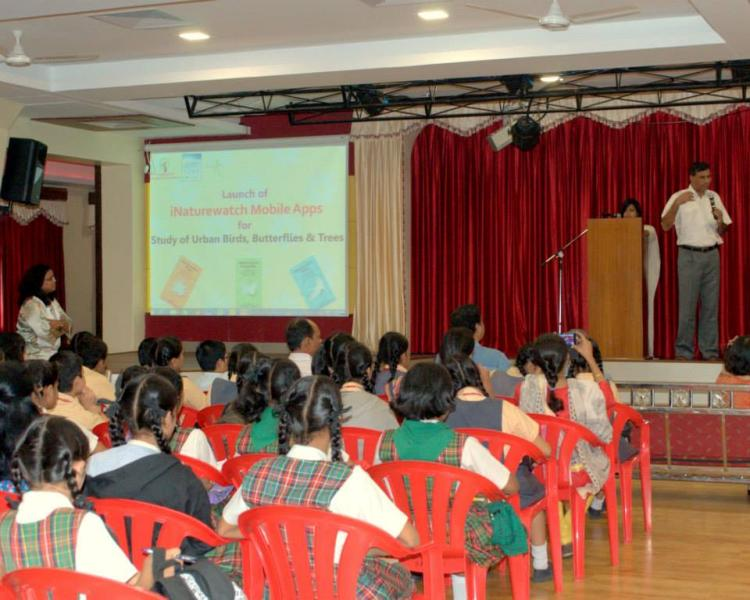 Launch of
iNaturewatch Mobile Apps
for
Study of Urban Birds, Butterflies & Trees